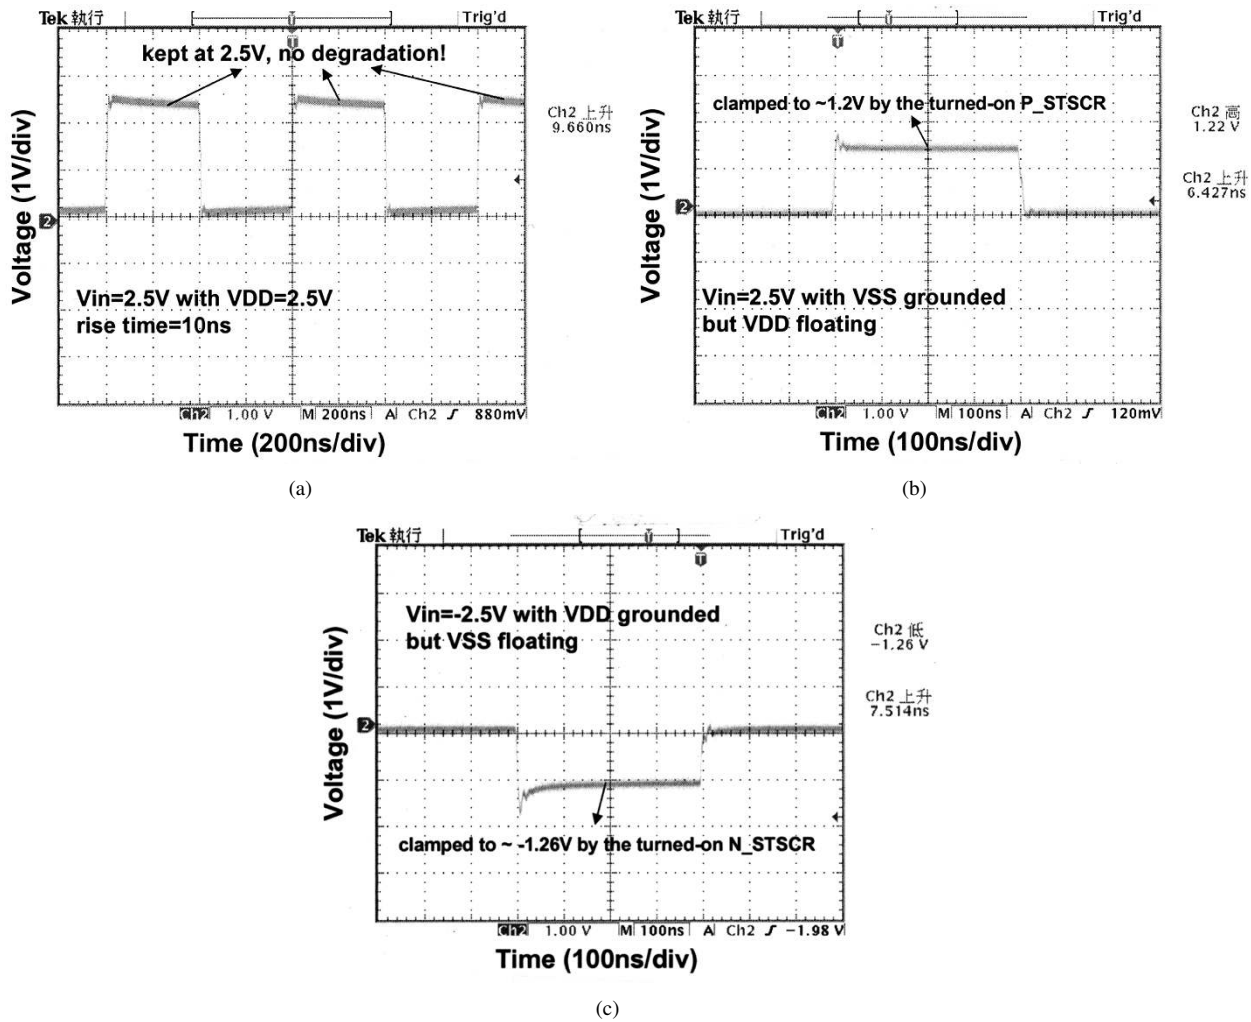 Tek 執行
Trig'd
T
T
kept at 2.5V, no degradation!
Ch2 上升
9.660ns
Voltage (1V/div)
2
Vin=2.5V with VDD=2.5V
rise time=10ns
Ch2 1.00 V M 200ns A Ch2 880mV
Time (200ns/div)
(a)
Tek 執行
Trig'd
T
T
clamped to ~1.2V by the turned-on P_STSCR
Ch2 高
1.22 V
Ch2 上升
6.427ns
Voltage (1V/div)
2
Vin=2.5V with VSS grounded
but VDD floating
Ch2 1.00 V M 100ns A Ch2 120mV
Time (100ns/div)
(b)
Tek 執行
Trig'd
T
T
Vin=-2.5V with VDD grounded
but VSS floating
Ch2 低
-1.26 V
Ch2 上升
7.514ns
Voltage (1V/div)
2
clamped to ~ -1.26V by the turned-on N_STSCR
Ch2 1.00 V M 100ns A Ch2 -1.98 V
Time (100ns/div)
(c)